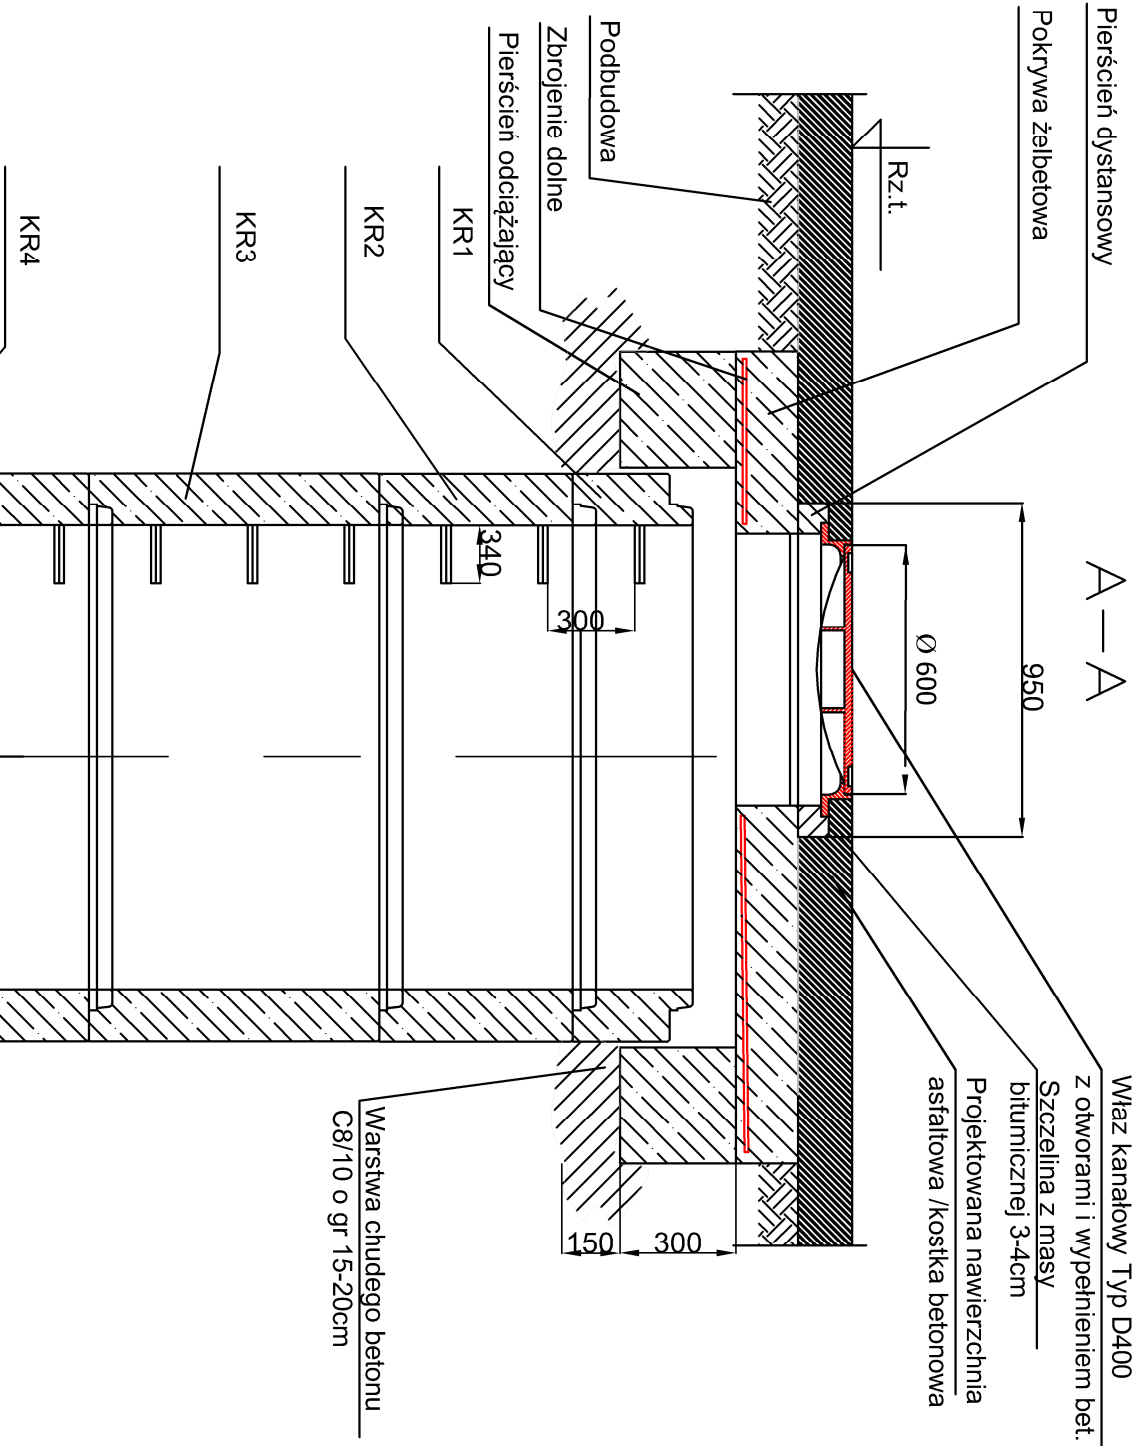 A — A
Pierścień dystansowy
Pokrywa żelbetowa
Rz.t.
Podbudowa
Zbrojenie dolne
Pierścień odciążający
KR1
KR2
KR3
KR4
950
Ø 600
340
300
300
150
Właz kanałowy Typ D400
z otworami i wypełnieniem bet.
Szczelina z masy
bitumicznej 3-4cm
Projektowana nawierzchnia
asfaltowa /kostka betonowa
Warstwa chudego betonu
C8/10 o gr 15-20cm